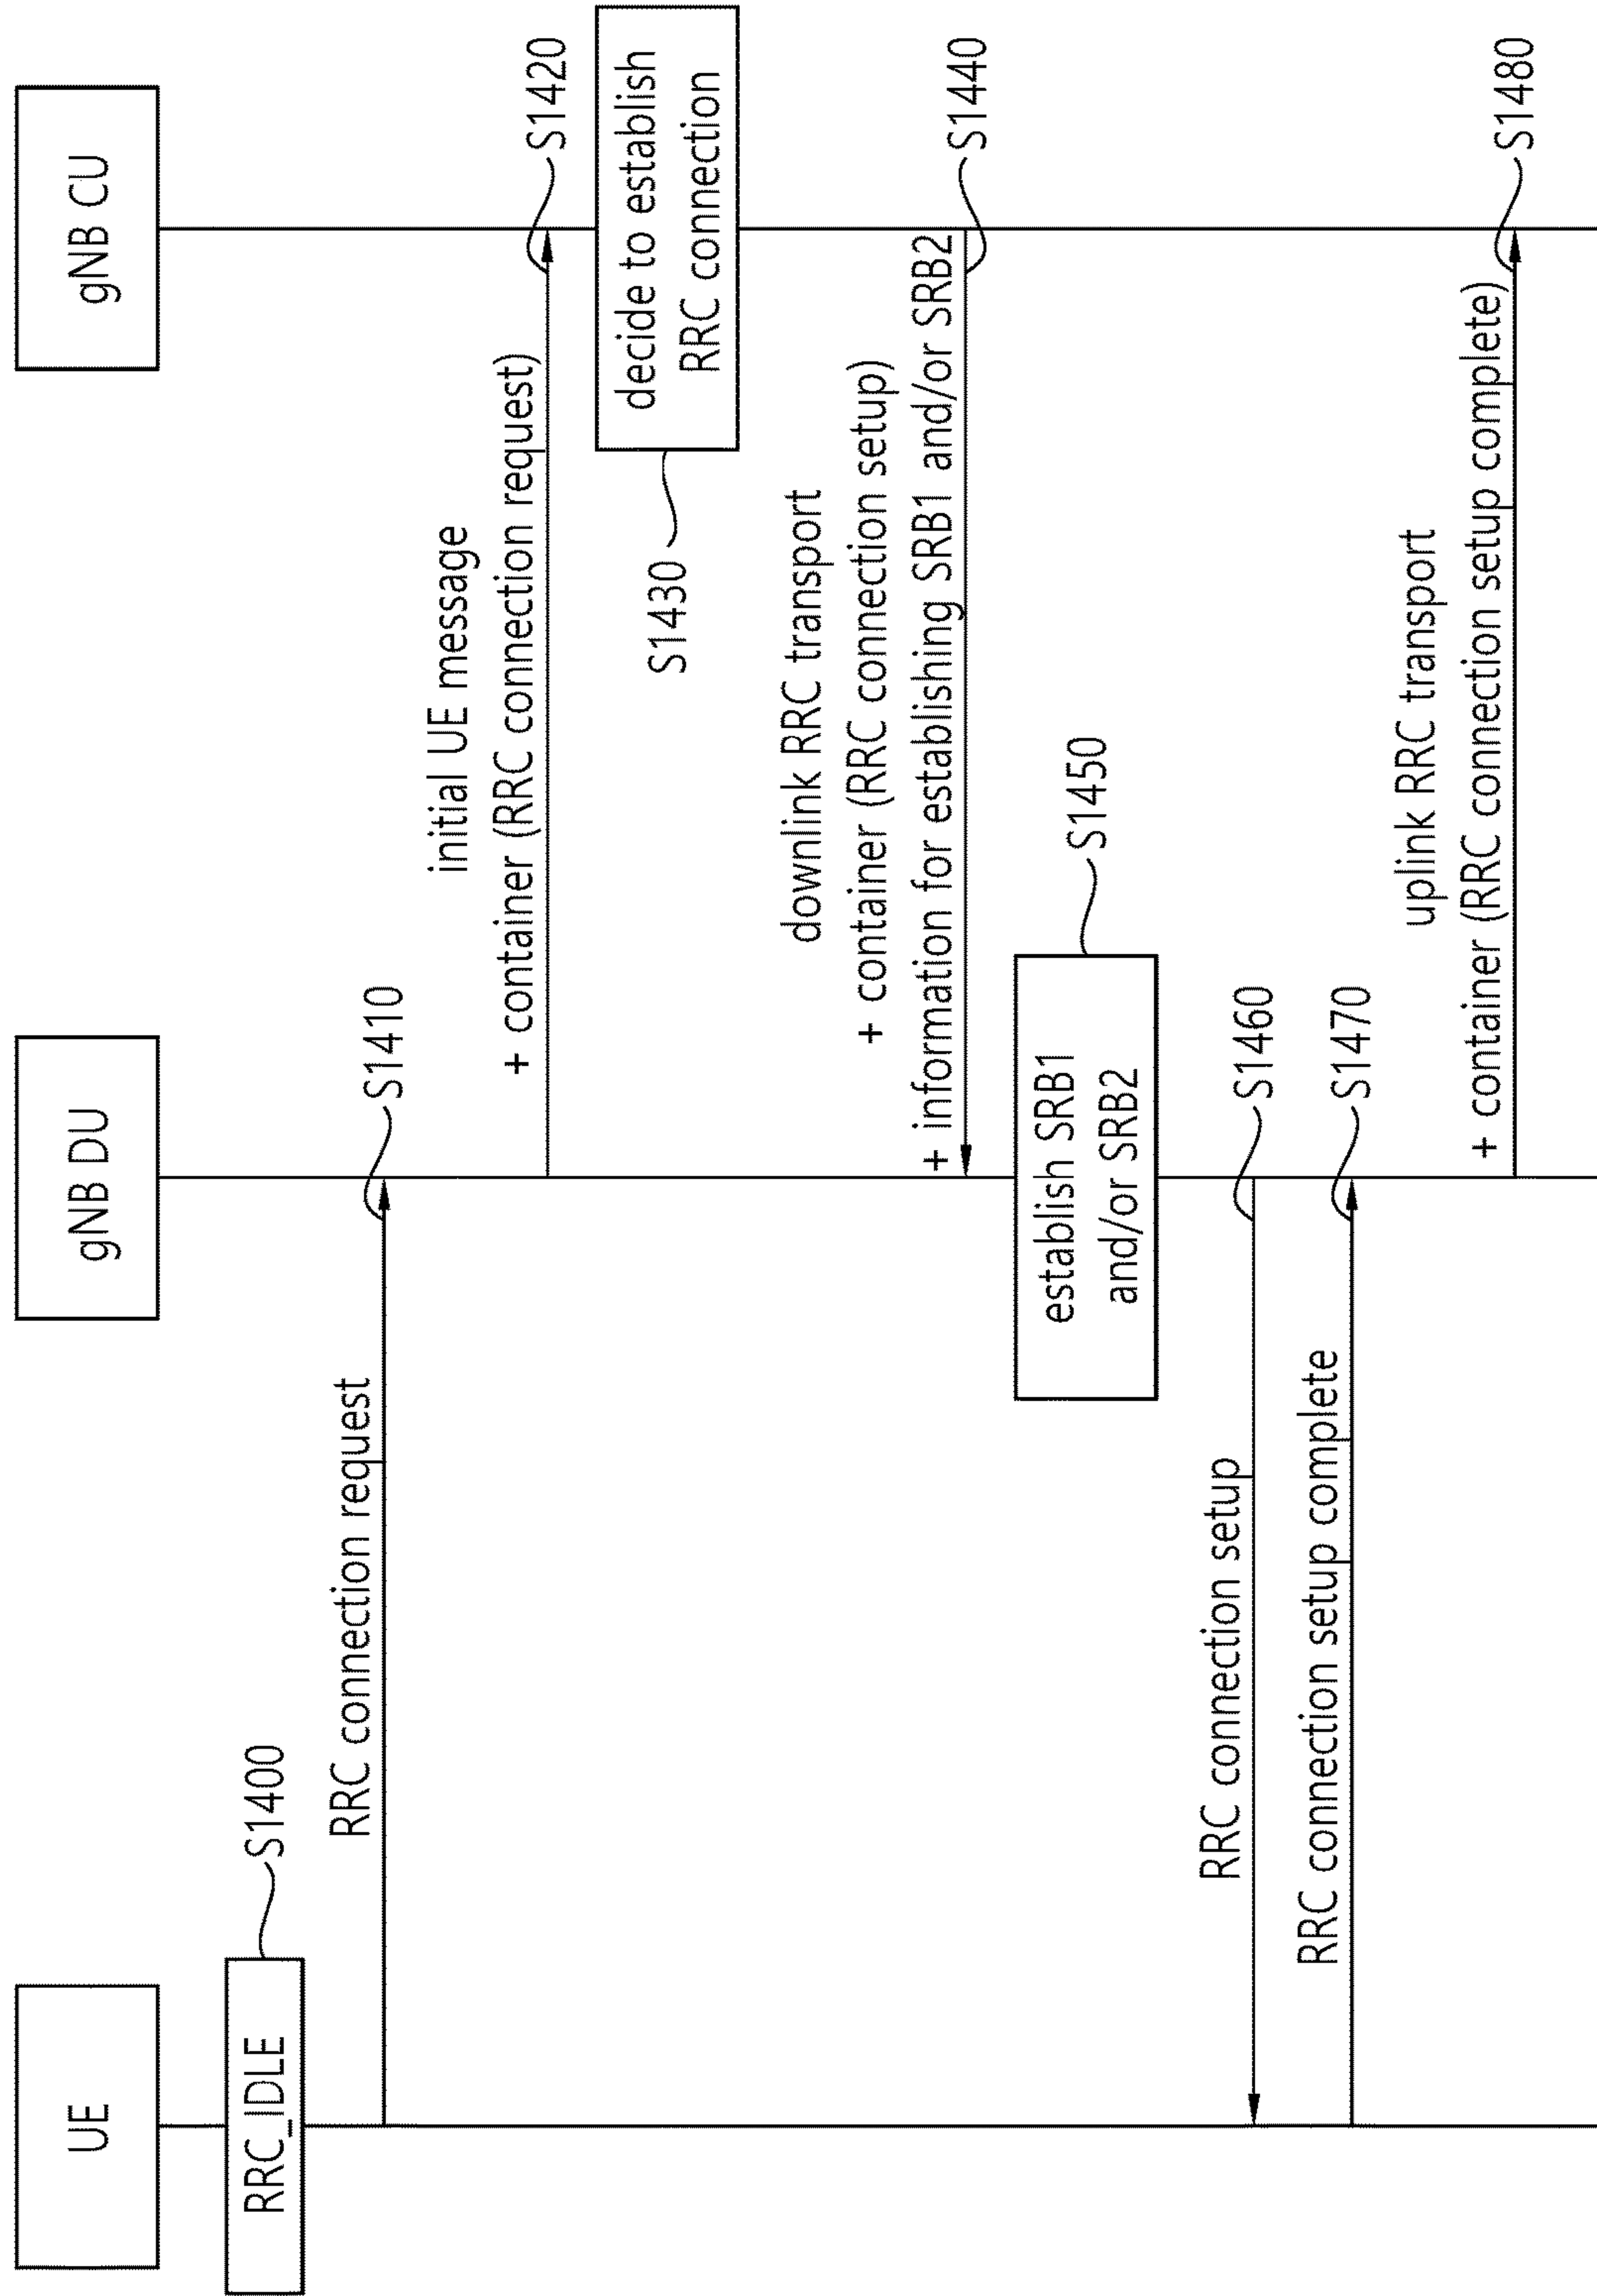 UE
gNB DU
gNB CU
RRC_IDLE
S1400
RRC connection request
S1410
initial UE message
+ container (RRC connection request)
S1420
decide to establish
RRC connection
S1430
downlink RRC transport
+ container (RRC connection setup)
+ information for establishing SRB1 and/or SRB2
S1440
establish SRB1
and/or SRB2
S1450
RRC connection setup
S1460
RRC connection setup complete
S1470
uplink RRC transport
+ container (RRC connection setup complete)
S1480